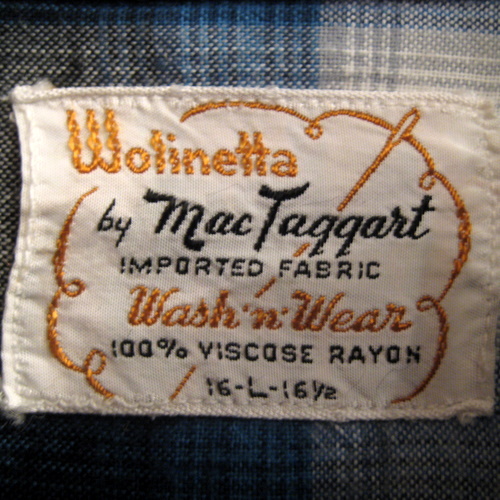 Wolinetta
by MacTaggart
IMPORTED FABRIC
Wash 'n' Wear
100% VISCOSE RAYON
16-L-16½